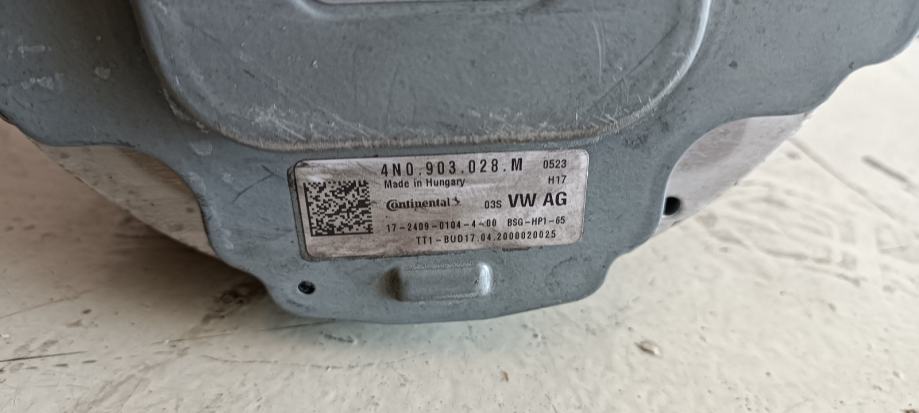 4N0.903.028.M 0523
Made in Hungary H17
Continental 03S VW AG
17-2409-0104-4-00 BSG-HP1-65
TT1-BUD17.04.2000020025